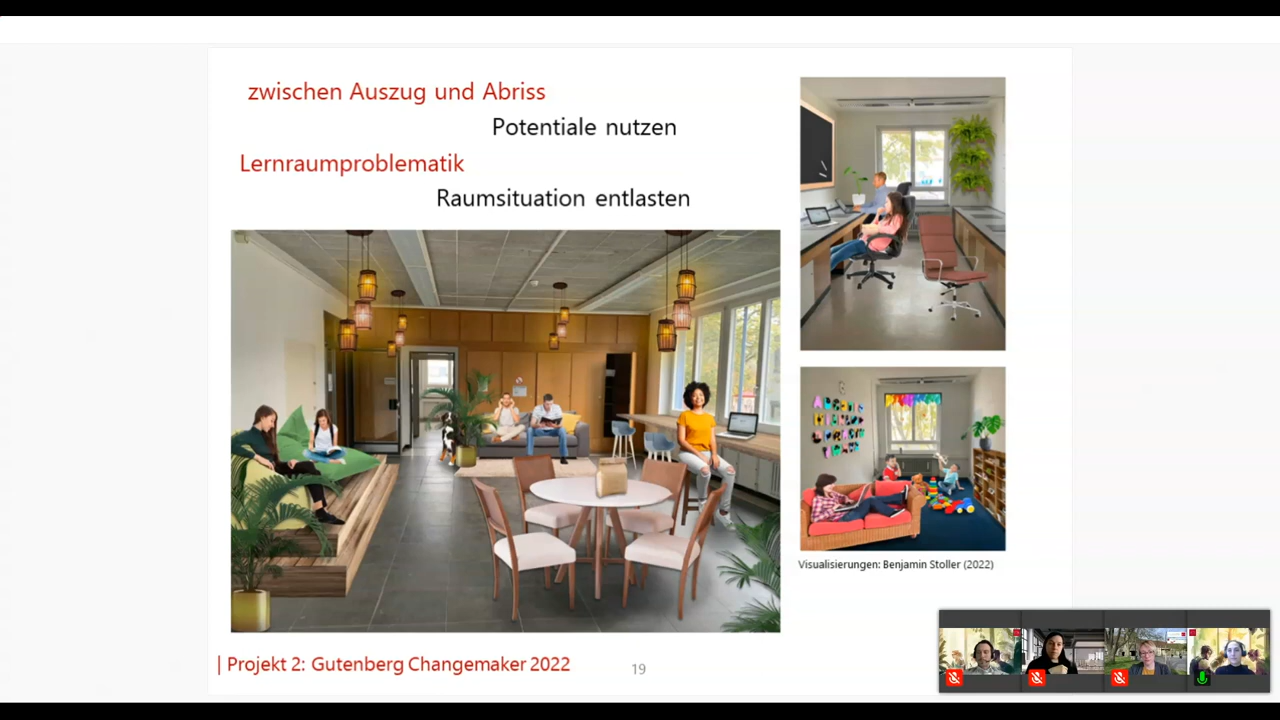 zwischen Auszug und Abriss
Potentiale nutzen
Lernraumproblematik
Raumsituation entlasten
Visualisierungen: Benjamin Stoller (2022)
| Projekt 2: Gutenberg Changemaker 2022
19